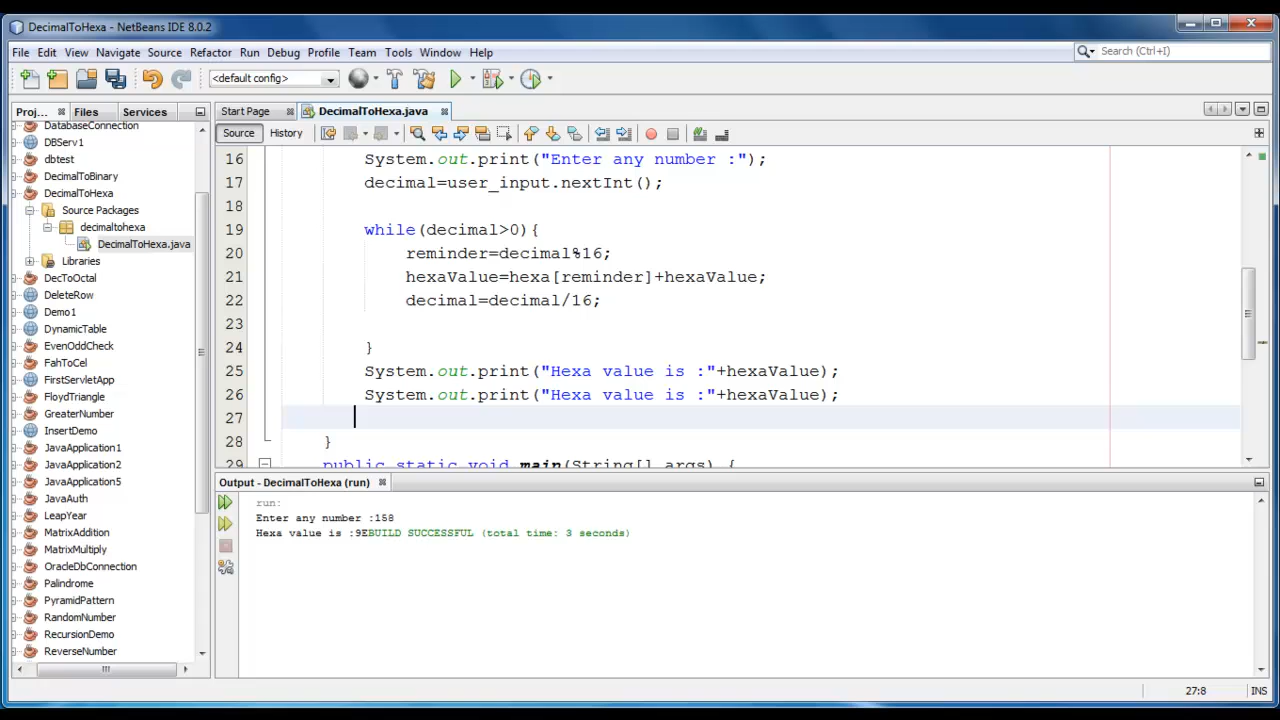 DecimalToHexa - NetBeans IDE 8.0.2
File Edit View Navigate Source Refactor Run Debug Profile Team Tools Window Help
Search (Ctrl+I)
<default config>
Proj... Files Services
Start Page DecimalToHexa.java
Source History
DatabaseConnection
DBServ1
dbtest
DecimalToBinary
DecimalToHexa
Source Packages
decimaltohexa
DecimalToHexa.java
Libraries
DecToOctal
DeleteRow
Demo1
DynamicTable
EvenOddCheck
FahToCel
FirstServletApp
FloydTriangle
GreaterNumber
InsertDemo
JavaApplication1
JavaApplication2
JavaApplication5
JavaAuth
LeapYear
MatrixAddition
MatrixMultiply
OracleDbConnection
Palindrome
PyramidPattern
RandomNumber
RecursionDemo
ReverseNumber
16 System.out.print("Enter any number :");
17 decimal=user_input.nextInt();
18
19 while(decimal>0){
20 reminder=decimal%16;
21 hexaValue=hexa[reminder]+hexaValue;
22 decimal=decimal/16;
23
24 }
25 System.out.print("Hexa value is :"+hexaValue);
26 System.out.print("Hexa value is :"+hexaValue);
27
28 }
29 public static void main(String[] args) {
Output - DecimalToHexa (run)
run:
Enter any number :158
Hexa value is :9EBUILD SUCCESSFUL (total time: 3 seconds)
27:8 INS